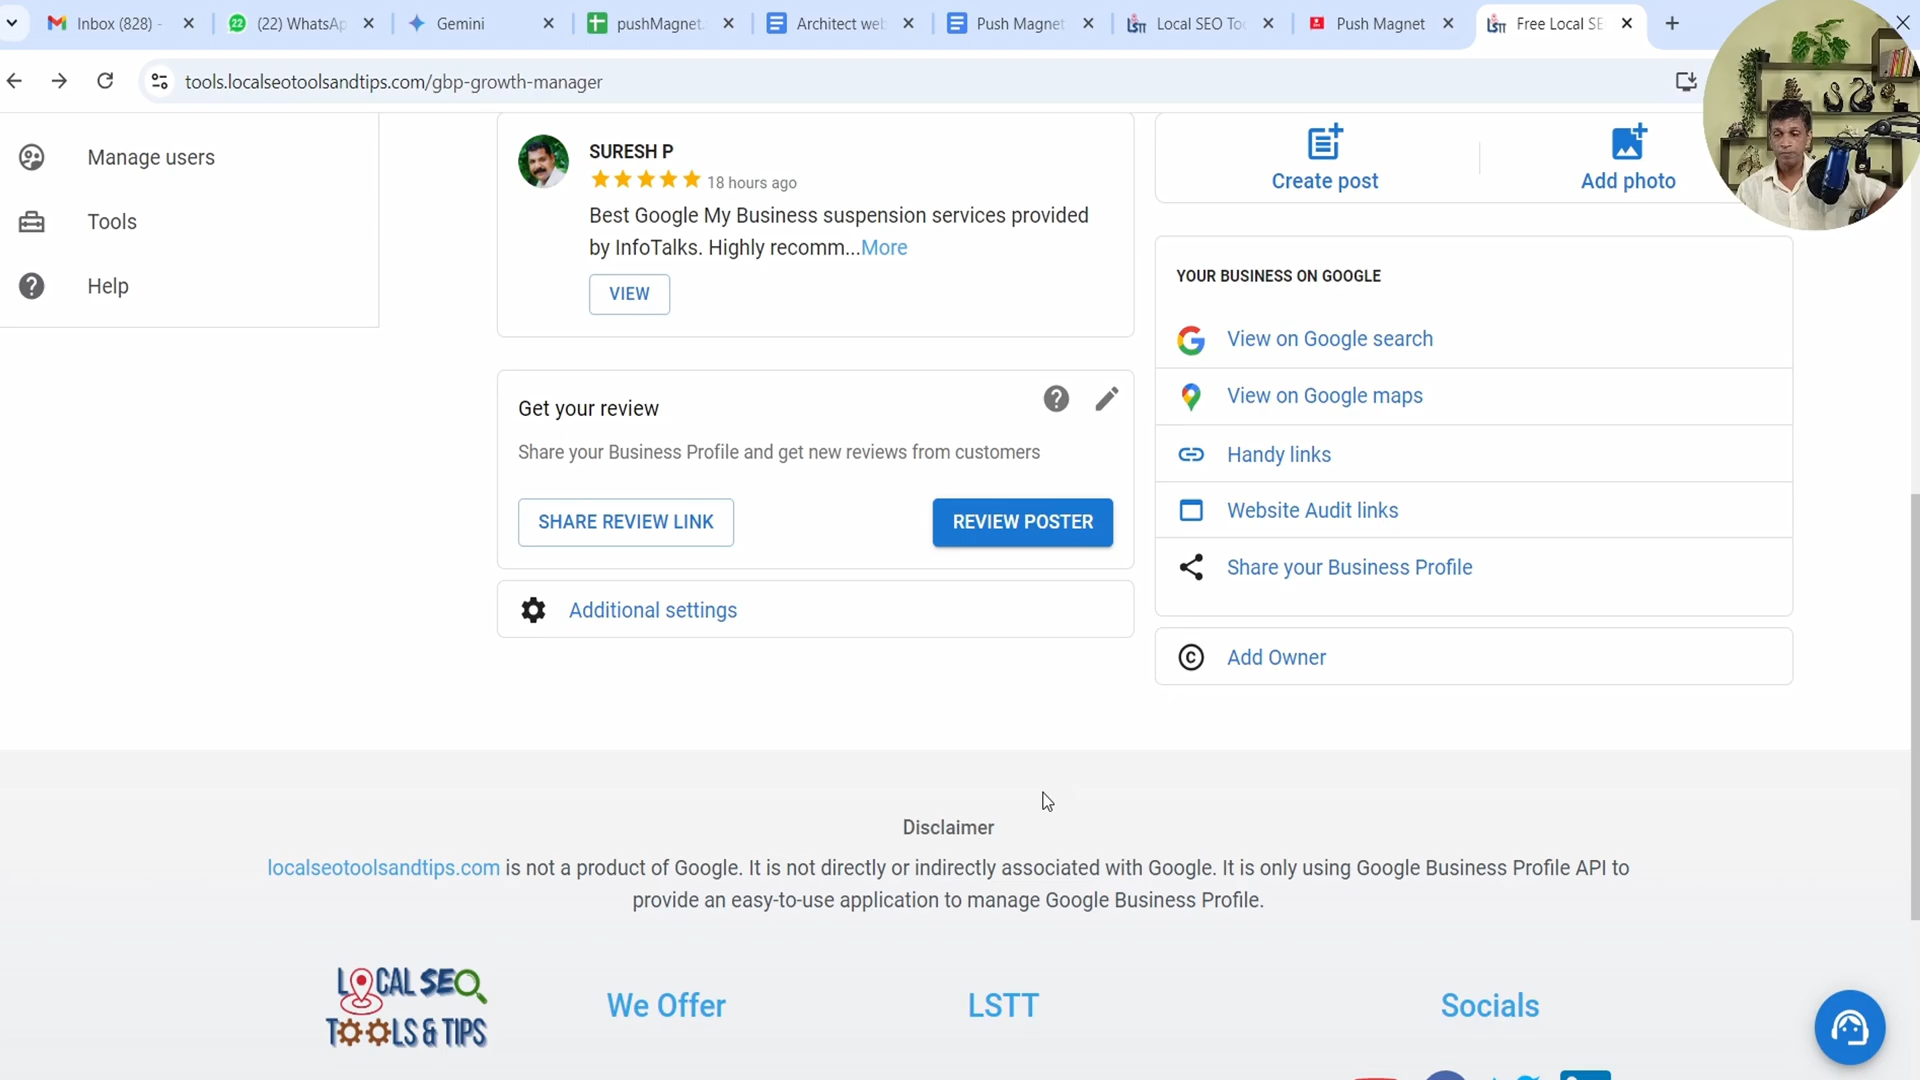 Inbox (828) -
22
(22) WhatsAp
Gemini
pushMagnet.
Architect web
Push Magnet
LSTT
Local SEO Too
Push Magnet
LSTT
Free Local SE
tools.localseotoolsandtips.com/gbp-growth-manager
Manage users
Tools
Help
SURESH P
18 hours ago
Best Google My Business suspension services provided
by InfoTalks. Highly recomm...More
VIEW
Get your review
Share your Business Profile and get new reviews from customers
SHARE REVIEW LINK
REVIEW POSTER
Additional settings
Create post
Add photo
YOUR BUSINESS ON GOOGLE
View on Google search
View on Google maps
Handy links
Website Audit links
Share your Business Profile
Add Owner
Disclaimer
localseotoolsandtips.com is not a product of Google. It is not directly or indirectly associated with Google. It is only using Google Business Profile API to
provide an easy-to-use application to manage Google Business Profile.
LOCAL SEO
TOOLS & TIPS
We Offer
LSTT
Socials